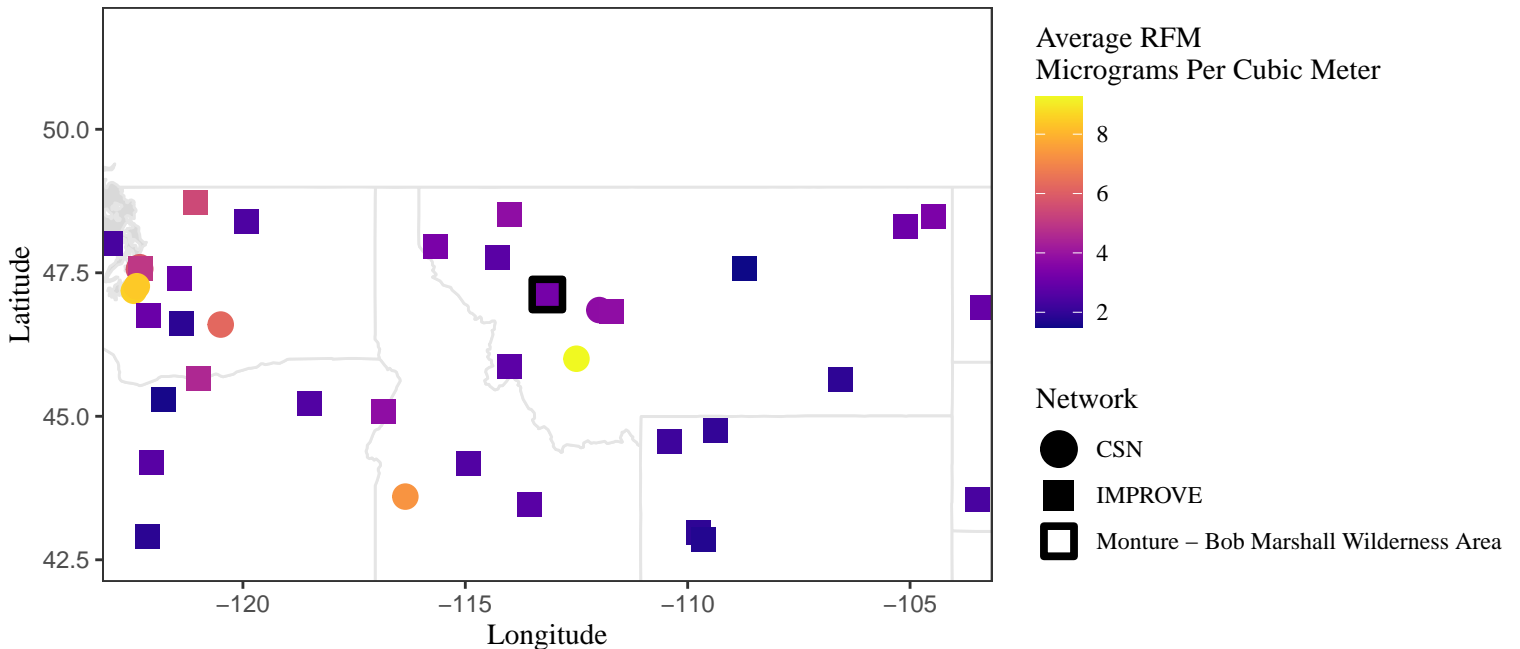 Average RFM
Micrograms Per Cubic Meter
8
6
4
2
Network
CSN
IMPROVE
Monture – Bob Marshall Wilderness Area
Latitude
50.0
47.5
45.0
42.5
−120
−115
−110
−105
Longitude